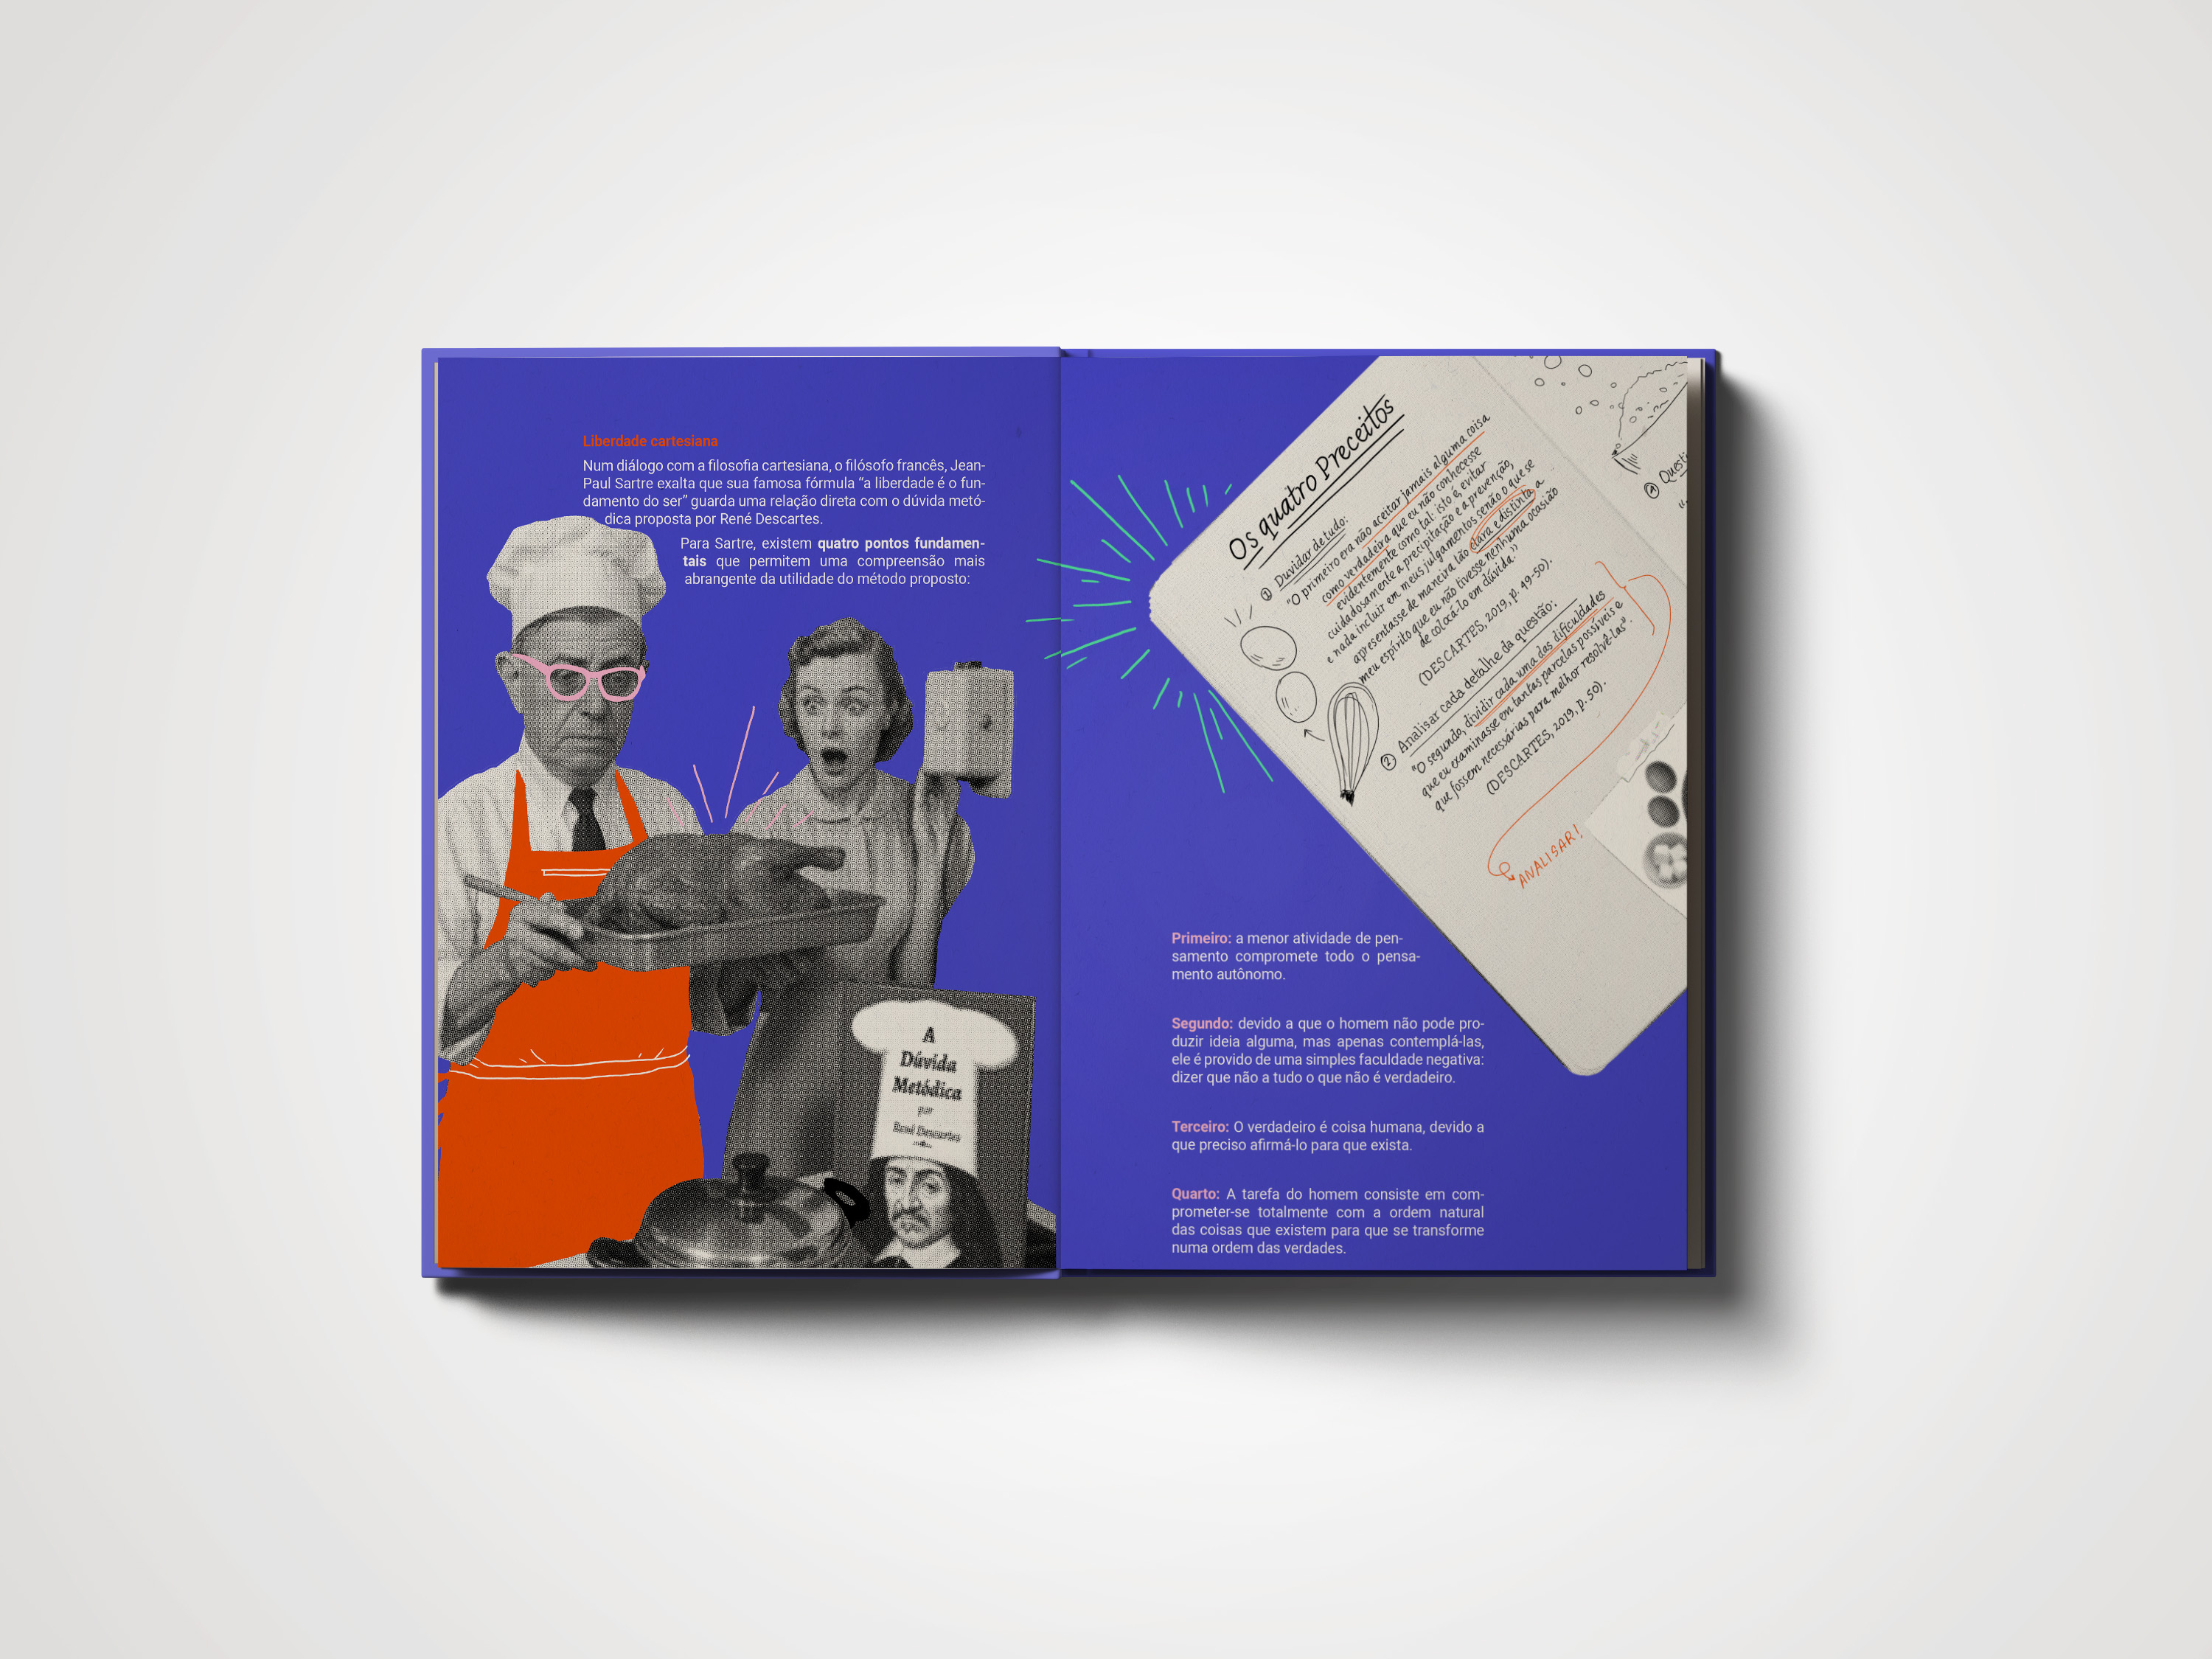 Liberdade cartesiana
Num diálogo com a filosofia cartesiana, o filósofo francês, Jean-
Paul Sartre exalta que sua famosa fórmula “a liberdade é o fun-
damento do ser” guarda uma relação direta com o dúvida metó-
dica proposta por René Descartes.
Para Sartre, existem quatro pontos fundamen-
tais que permitem uma compreensão mais
abrangente da utilidade do método proposto:
A
Dúvida
Metódica
por
René Descartes
Os quatro Preceitos
① Duvidar de tudo:
"O primeiro era não aceitar jamais alguma coisa
como verdadeira que eu não conhecesse
evidentemente como tal: isto é, evitar
cuidadosamente a precipitação e a prevenção,
e nada incluir em meus julgamentos senão o que se
apresentasse de maneira tão clara e distinta a
meu espírito que eu não tivesse nenhuma ocasião
de colocá-lo em dúvida."
(DESCARTES, 2019, p. 49-50).
② Analisar cada detalhe da questão:
"O segundo, dividir cada uma das dificuldades
que eu examinasse em tantas parcelas possíveis e
que fossem necessárias para melhor resolvê-las".
(DESCARTES, 2019, p. 50).
ANALISAR!
Questi
Primeiro: a menor atividade de pen-
samento compromete todo o pensa-
mento autônomo.
Segundo: devido a que o homem não pode pro-
duzir ideia alguma, mas apenas contemplá-las,
ele é provido de uma simples faculdade negativa:
dizer que não a tudo o que não é verdadeiro.
Terceiro: O verdadeiro é coisa humana, devido a
que preciso afirmá-lo para que exista.
Quarto: A tarefa do homem consiste em com-
prometer-se totalmente com a ordem natural
das coisas que existem para que se transforme
numa ordem das verdades.